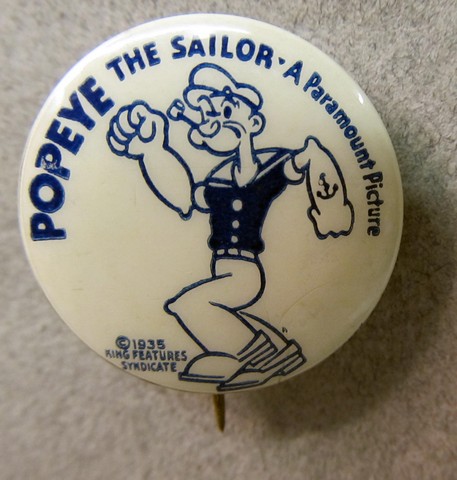 POPEYE THE SAILOR • A Paramount Picture
©1935
KING FEATURES
SYNDICATE